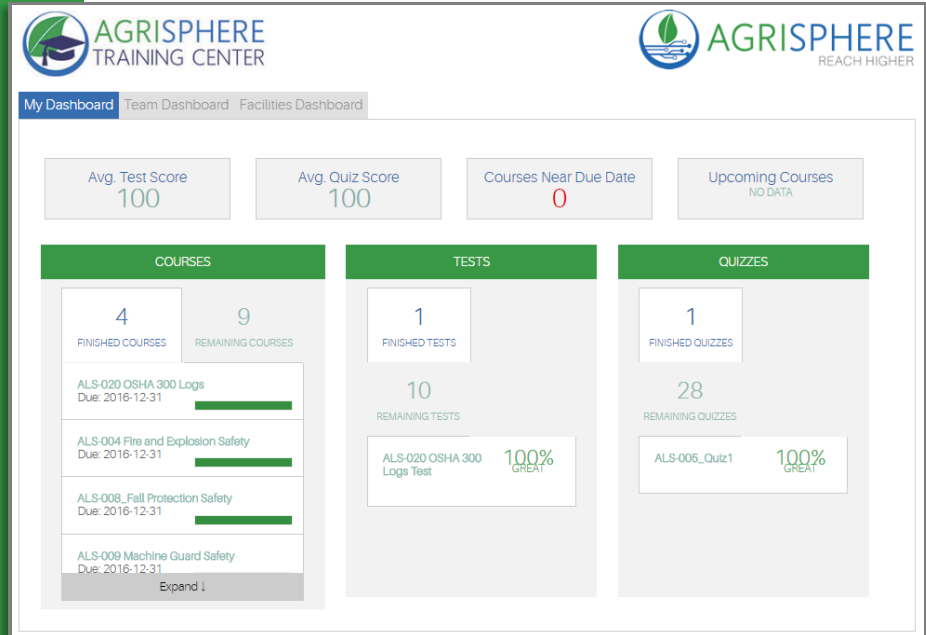 AGRISPHERE
TRAINING CENTER
AGRISPHERE
REACH HIGHER
My Dashboard Team Dashboard Facilities Dashboard
Avg. Test Score
100
Avg. Quiz Score
100
Courses Near Due Date
0
Upcoming Courses
NO DATA
COURSES
4
FINISHED COURSES
9
REMAINING COURSES
ALS-020 OSHA 300 Logs
Due: 2016-12-31
ALS-004 Fire and Explosion Safety
Due: 2016-12-31
ALS-008_Fall Protection Safety
Due: 2016-12-31
ALS-009 Machine Guard Safety
Due: 2016-12-31
Expand ↓
TESTS
1
FINISHED TESTS
10
REMAINING TESTS
ALS-020 OSHA 300
Logs Test
100%
GREAT
QUIZZES
1
FINISHED QUIZZES
28
REMAINING QUIZZES
ALS-005_Quiz1
100%
GREAT